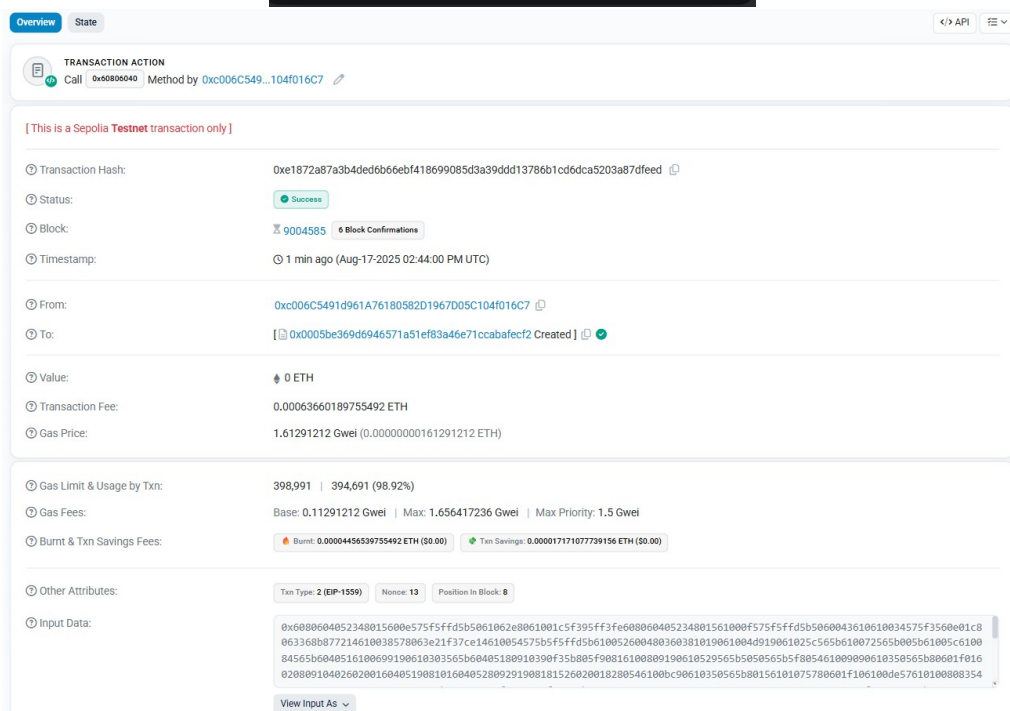 Overview State </> API
TRANSACTION ACTION
Call 0x60806040 Method by 0xc006C549...104f016C7
[ This is a Sepolia Testnet transaction only ]
Transaction Hash: 0xe1872a87a3b4ded6b66ebf418699085d3a39ddd13786b1cd6dca5203a87dfeed
Status: Success
Block: 9004585 6 Block Confirmations
Timestamp: 1 min ago (Aug-17-2025 02:44:00 PM UTC)
From: 0xc006C5491d961A76180582D1967D05C104f016C7
To: [ 0x0005be369d6946571a51ef83a46e71ccabafecf2 Created ]
Value: 0 ETH
Transaction Fee: 0.00063660189755492 ETH
Gas Price: 1.61291212 Gwei (0.00000000161291212 ETH)
Gas Limit & Usage by Txn: 398,991 | 394,691 (98.92%)
Gas Fees: Base: 0.11291212 Gwei | Max: 1.656417236 Gwei | Max Priority: 1.5 Gwei
Burnt & Txn Savings Fees: Burnt: 0.00004456539755492 ETH ($0.00) Txn Savings: 0.000017171077739156 ETH ($0.00)
Other Attributes: Txn Type: 2 (EIP-1559) Nonce: 13 Position In Block: 8
Input Data: 0x6080604052348015600e575f5ffd5b5061062e8061001c5f395ff3fe608060405234801561000f575f5ffd5b5060043610610034575f3560e01c8
063368b877214610038578063e21f37ce14610054575b5f5ffd5b610052600480360381019061004d919061025c565b610072565b005b61005c610
084565b604051610069919061030356​5b60405180910390f35b805f90816100809190610529565b5050565b5f80546100909061035056​5b80601f016
0208091040260200160405190810160405280929190818152602001828054610​0bc90610350565b80156101075780601f106100de57610100808354
View Input As